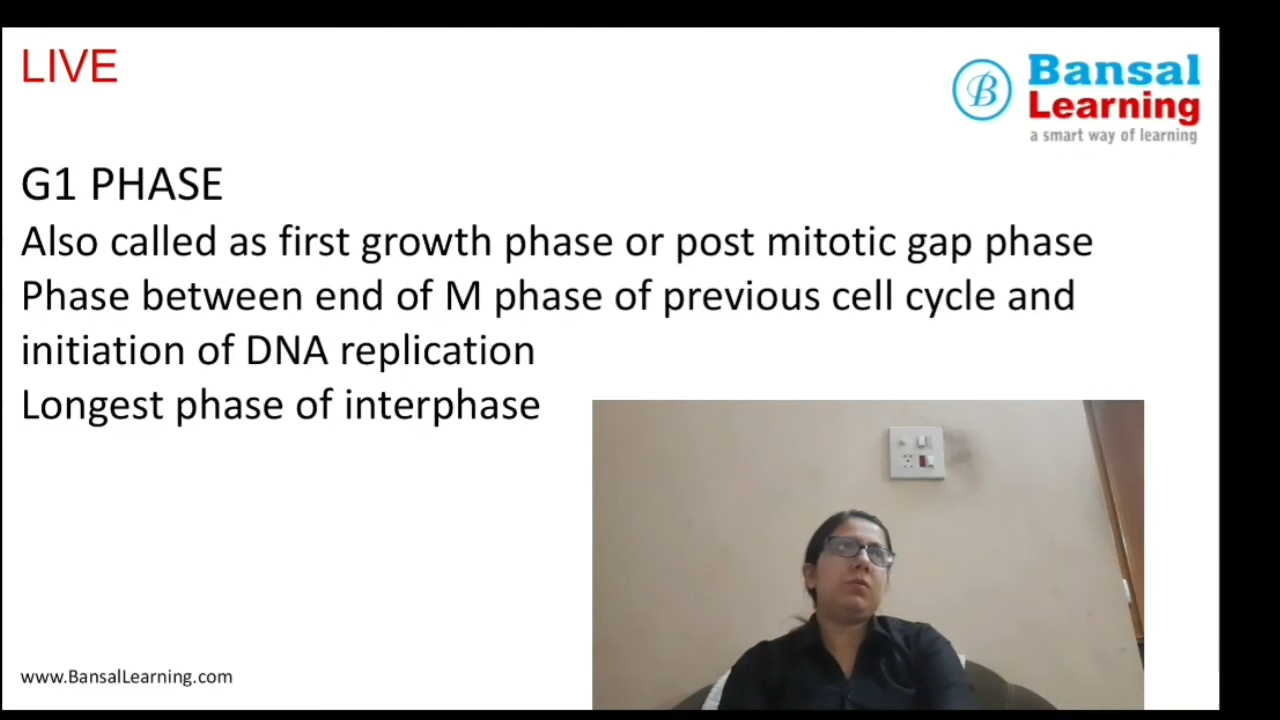 LIVE
Bansal
Learning
a smart way of learning
G1 PHASE
Also called as first growth phase or post mitotic gap phase
Phase between end of M phase of previous cell cycle and
initiation of DNA replication
Longest phase of interphase
www.BansalLearning.com